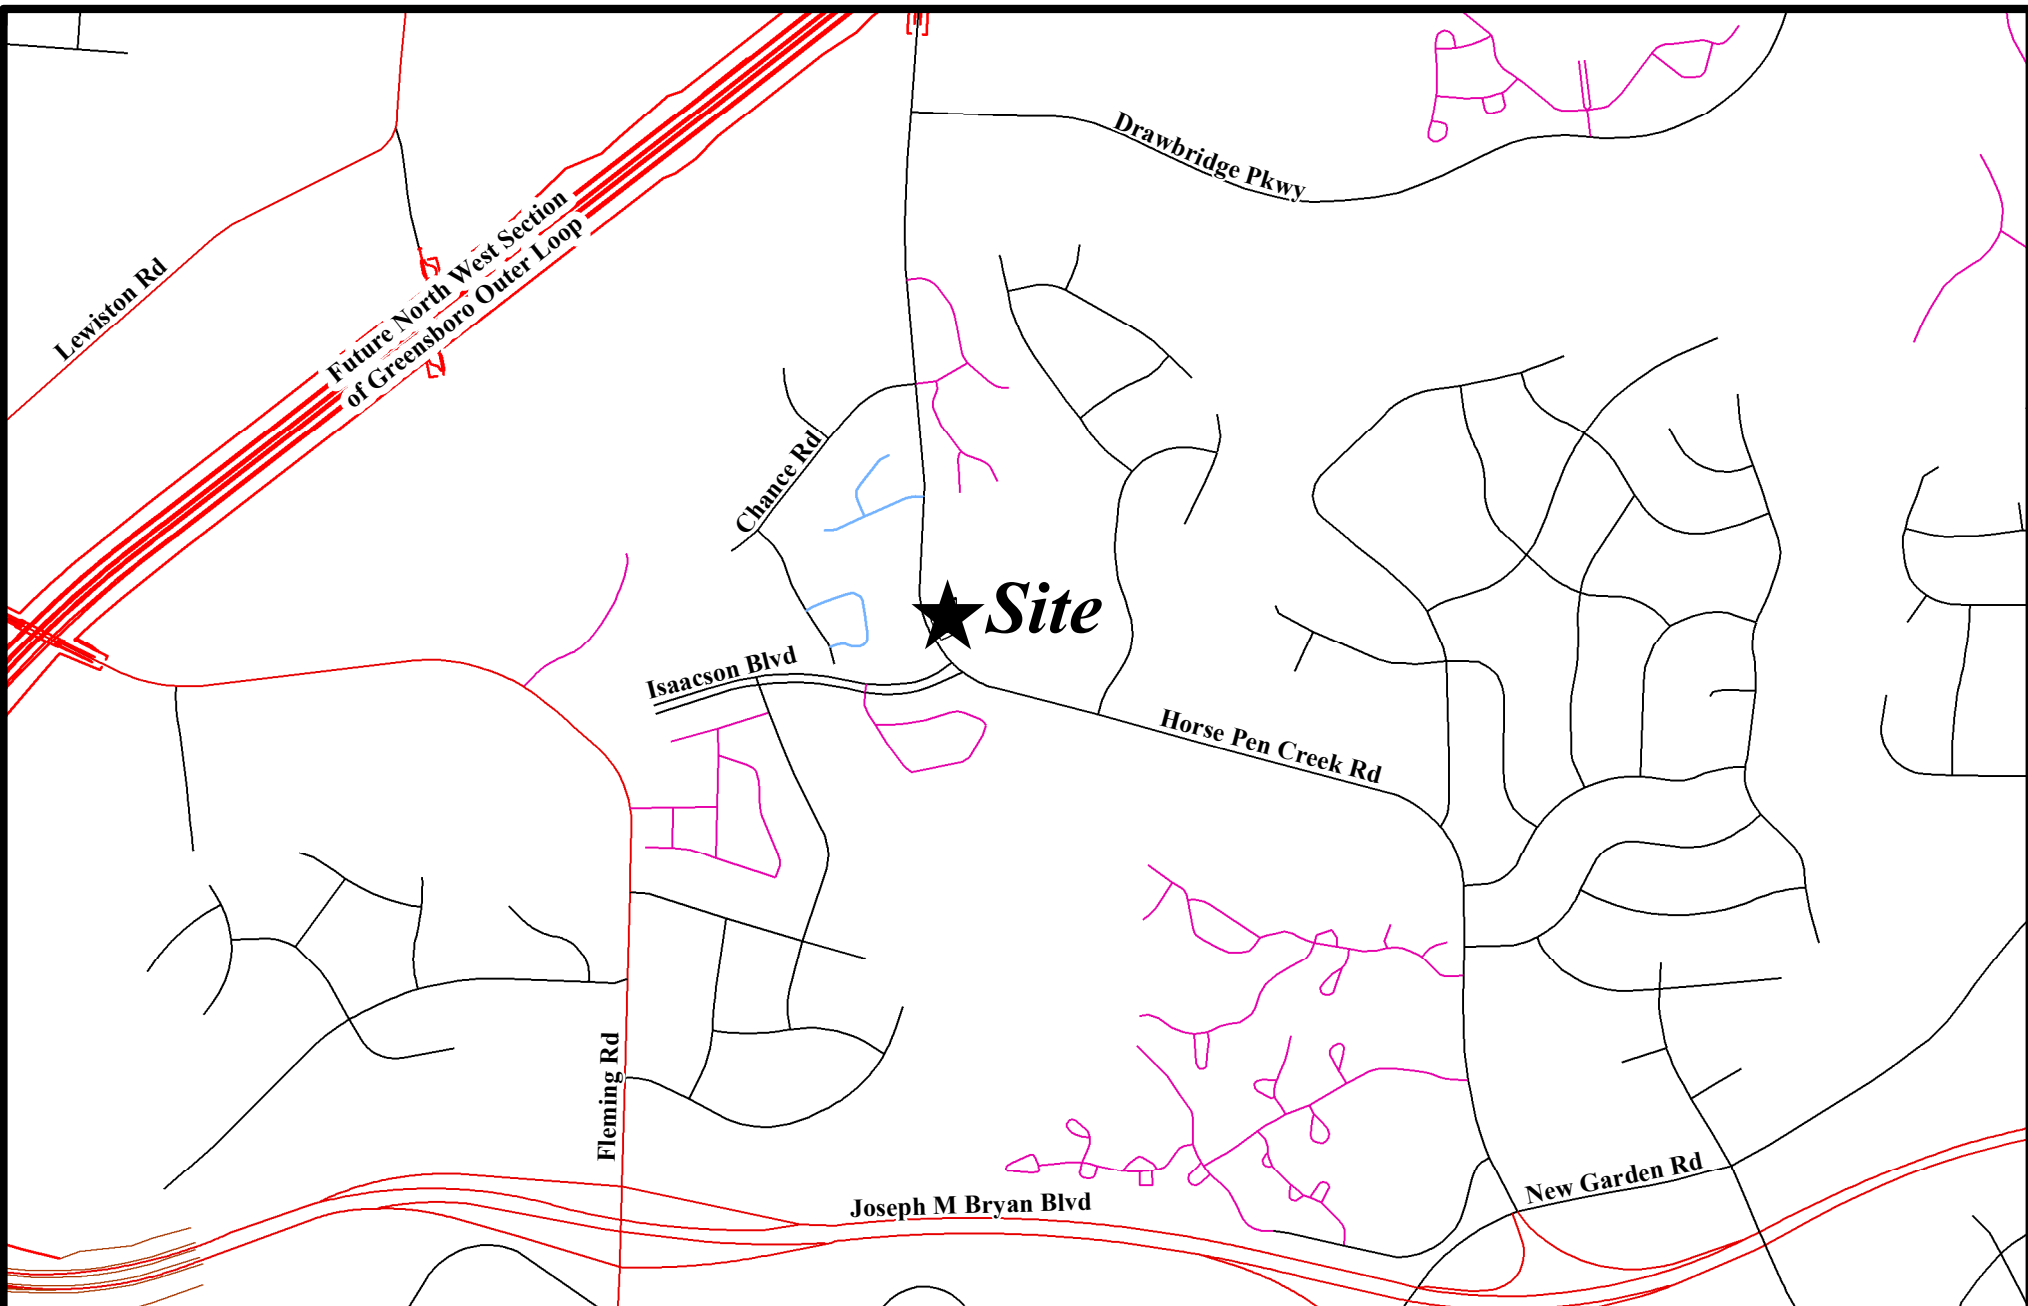 Drawbridge Pkwy
Lewiston Rd
Future North West Section
of Greensboro Outer Loop
Chance Rd
Site
Isaacson Blvd
Horse Pen Creek Rd
Fleming Rd
New Garden Rd
Joseph M Bryan Blvd